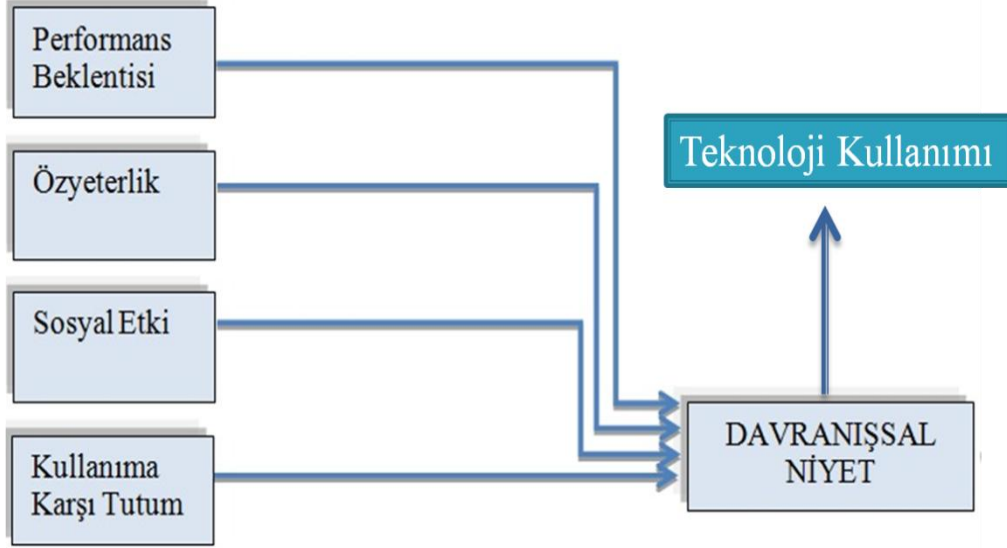 Performans
Beklentisi
Özyeterlik
Sosyal Etki
Kullanıma
Karşı Tutum
Teknoloji Kullanımı
DAVRANIŞSAL
NİYET